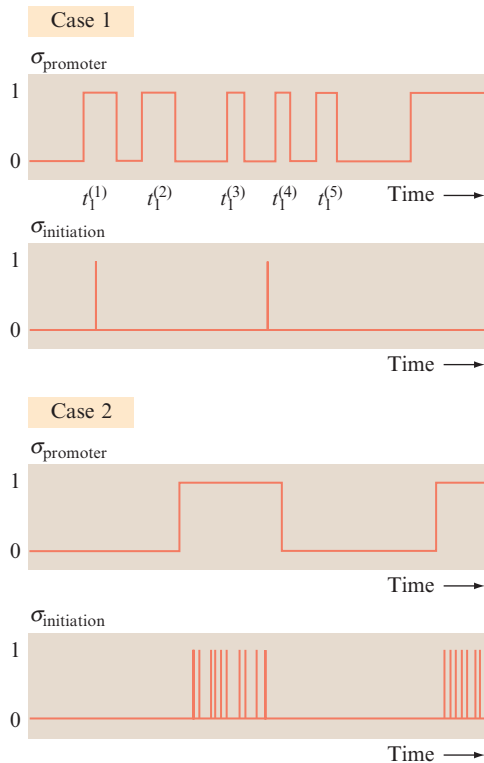 Case 1
σpromoter
1
0
t₁⁽¹⁾ t₁⁽²⁾ t₁⁽³⁾ t₁⁽⁴⁾ t₁⁽⁵⁾ Time
σinitiation
1
0
Time
Case 2
σpromoter
1
0
Time
σinitiation
1
0
Time